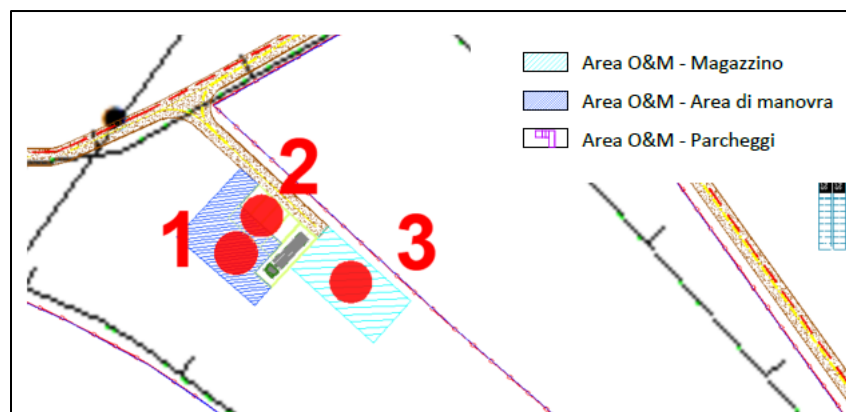 Area O&M - Magazzino
Area O&M - Area di manovra
Area O&M - Parcheggi
2
1
3